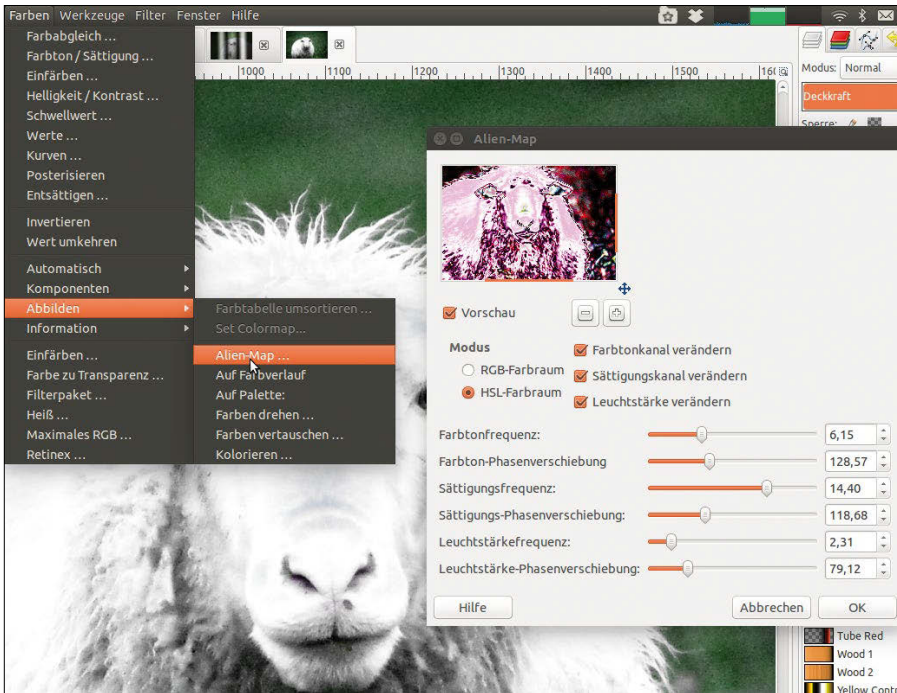 Farben Werkzeuge Filter Fenster Hilfe
Farbabgleich ...
Farbton / Sättigung ...
Einfärben ...
Helligkeit / Kontrast ...
Schwellwert ...
Werte ...
Kurven ...
Posterisieren
Entsättigen ...
Invertieren
Wert umkehren
Automatisch
Komponenten
Abbilden
Information
Einfärben ...
Farbe zu Transparenz ...
Filterpaket ...
Heiß ...
Maximales RGB ...
Retinex ...
Farbtabelle umsortieren ...
Set Colormap...
Alien-Map ...
Auf Farbverlauf
Auf Palette:
Farben drehen ...
Farben vertauschen ...
Kolorieren ...
1000 1100 1200 1300 1400 1500
Modus: Normal
Deckkraft
Sperre:
Alien-Map
Vorschau
Modus
RGB-Farbraum
HSL-Farbraum
Farbtonkanal verändern
Sättigungskanal verändern
Leuchtstärke verändern
Farbtonfrequenz: 6,15
Farbton-Phasenverschiebung 128,57
Sättigungsfrequenz: 14,40
Sättigungs-Phasenverschiebung: 118,68
Leuchtstärkefrequenz: 2,31
Leuchtstärke-Phasenverschiebung: 79,12
Hilfe Abbrechen OK
Tube Red
Wood 1
Wood 2
Yellow